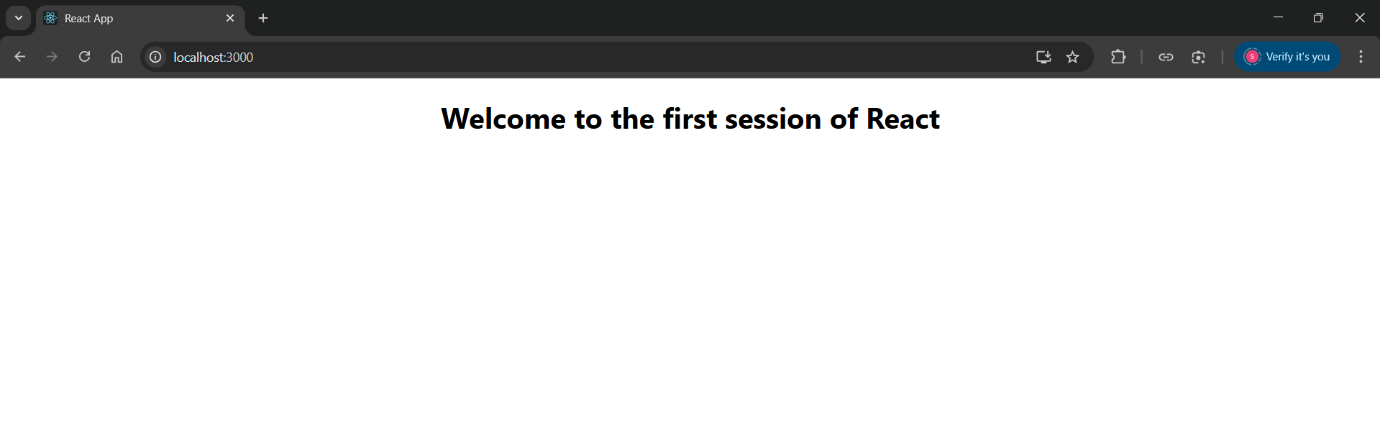 React App
localhost:3000
S
Verify it's you
Welcome to the first session of React